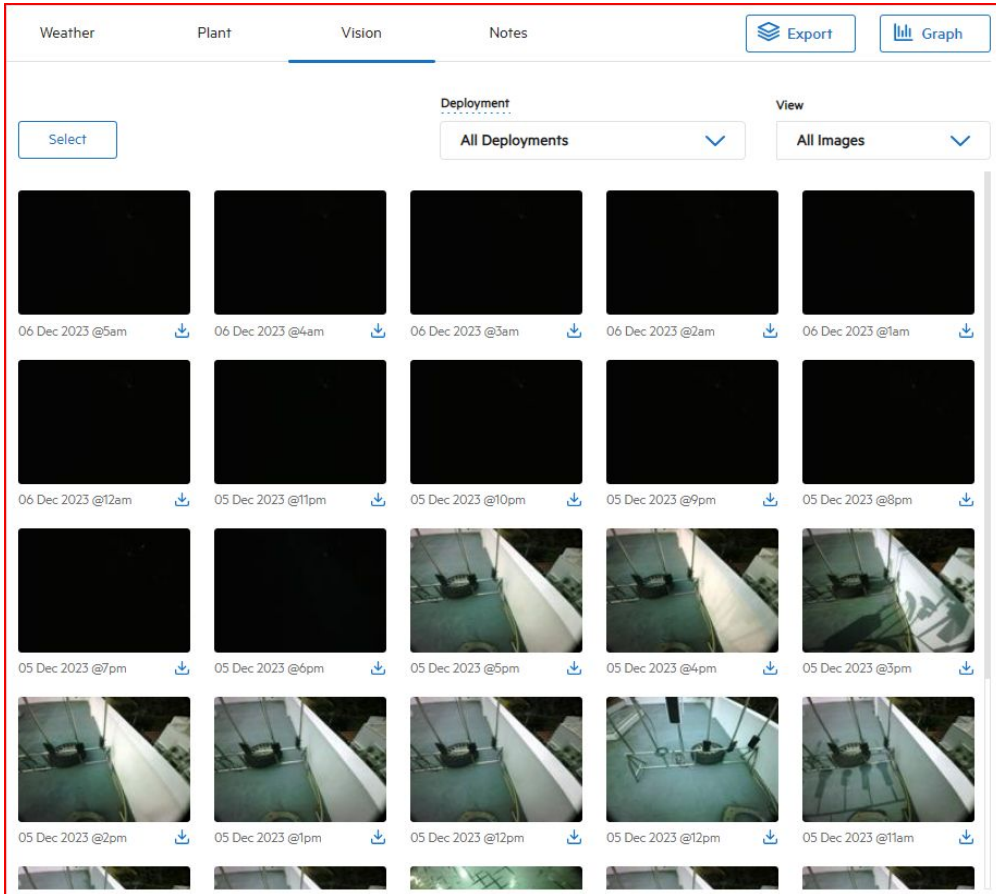 Weather Plant Vision Notes Export Graph
Deployment View
Select All Deployments All Images
06 Dec 2023 @5am 06 Dec 2023 @4am 06 Dec 2023 @3am 06 Dec 2023 @2am 06 Dec 2023 @1am
06 Dec 2023 @12am 05 Dec 2023 @11pm 05 Dec 2023 @10pm 05 Dec 2023 @9pm 05 Dec 2023 @8pm
05 Dec 2023 @7pm 05 Dec 2023 @6pm 05 Dec 2023 @5pm 05 Dec 2023 @4pm 05 Dec 2023 @3pm
05 Dec 2023 @2pm 05 Dec 2023 @1pm 05 Dec 2023 @12pm 05 Dec 2023 @12pm 05 Dec 2023 @11am